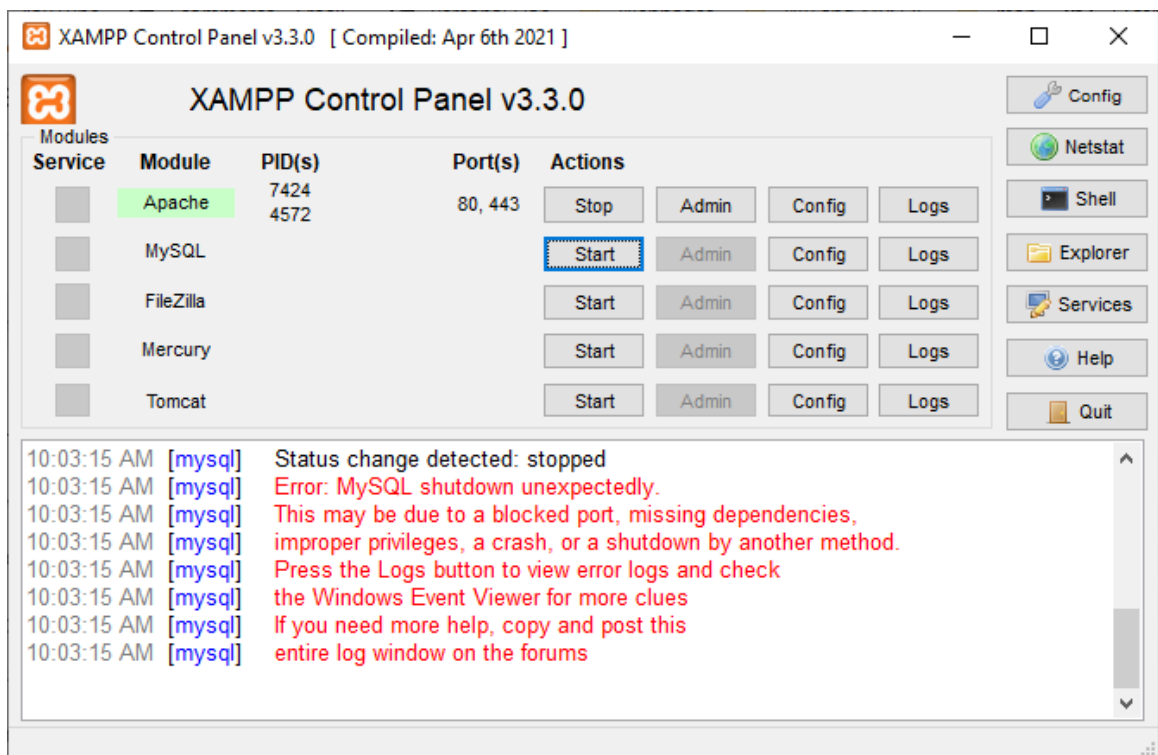 XAMPP Control Panel v3.3.0 [ Compiled: Apr 6th 2021 ]
XAMPP Control Panel v3.3.0
Config
Modules
Service Module PID(s) Port(s) Actions
Netstat
Apache 7424 4572 80, 443 Stop Admin Config Logs
Shell
MySQL Start Admin Config Logs
Explorer
FileZilla Start Admin Config Logs
Services
Mercury Start Admin Config Logs
Help
Tomcat Start Admin Config Logs
Quit
10:03:15 AM [mysql] Status change detected: stopped
10:03:15 AM [mysql] Error: MySQL shutdown unexpectedly.
10:03:15 AM [mysql] This may be due to a blocked port, missing dependencies,
10:03:15 AM [mysql] improper privileges, a crash, or a shutdown by another method.
10:03:15 AM [mysql] Press the Logs button to view error logs and check
10:03:15 AM [mysql] the Windows Event Viewer for more clues
10:03:15 AM [mysql] If you need more help, copy and post this
10:03:15 AM [mysql] entire log window on the forums